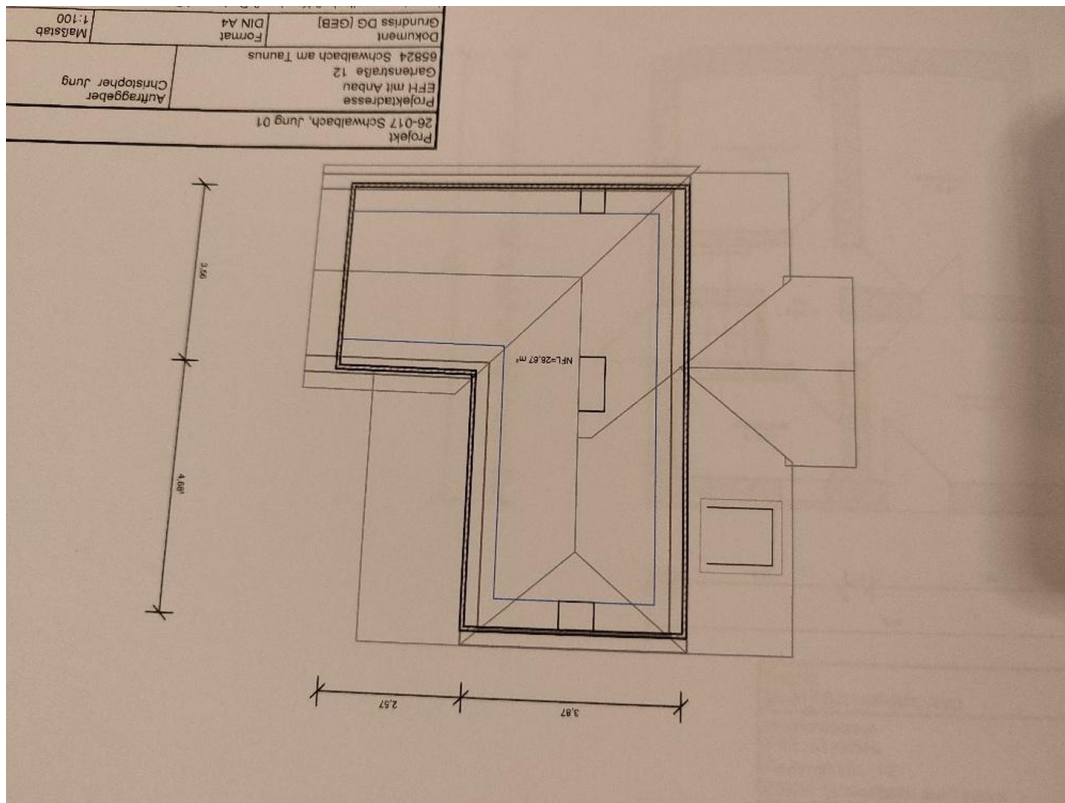 Projekt
26-017 Schwalbach, Jung 01
Projektadresse
EFH mit Anbau
Gartenstraße 12
65824 Schwalbach am Taunus
Auftraggeber
Christopher Jung
Dokument
Grundriss DG [GEB]
Format
DIN A4
Maßstab
1:100
3,87
2,57
4,68⁵
NFL=28.67 m²
3,56